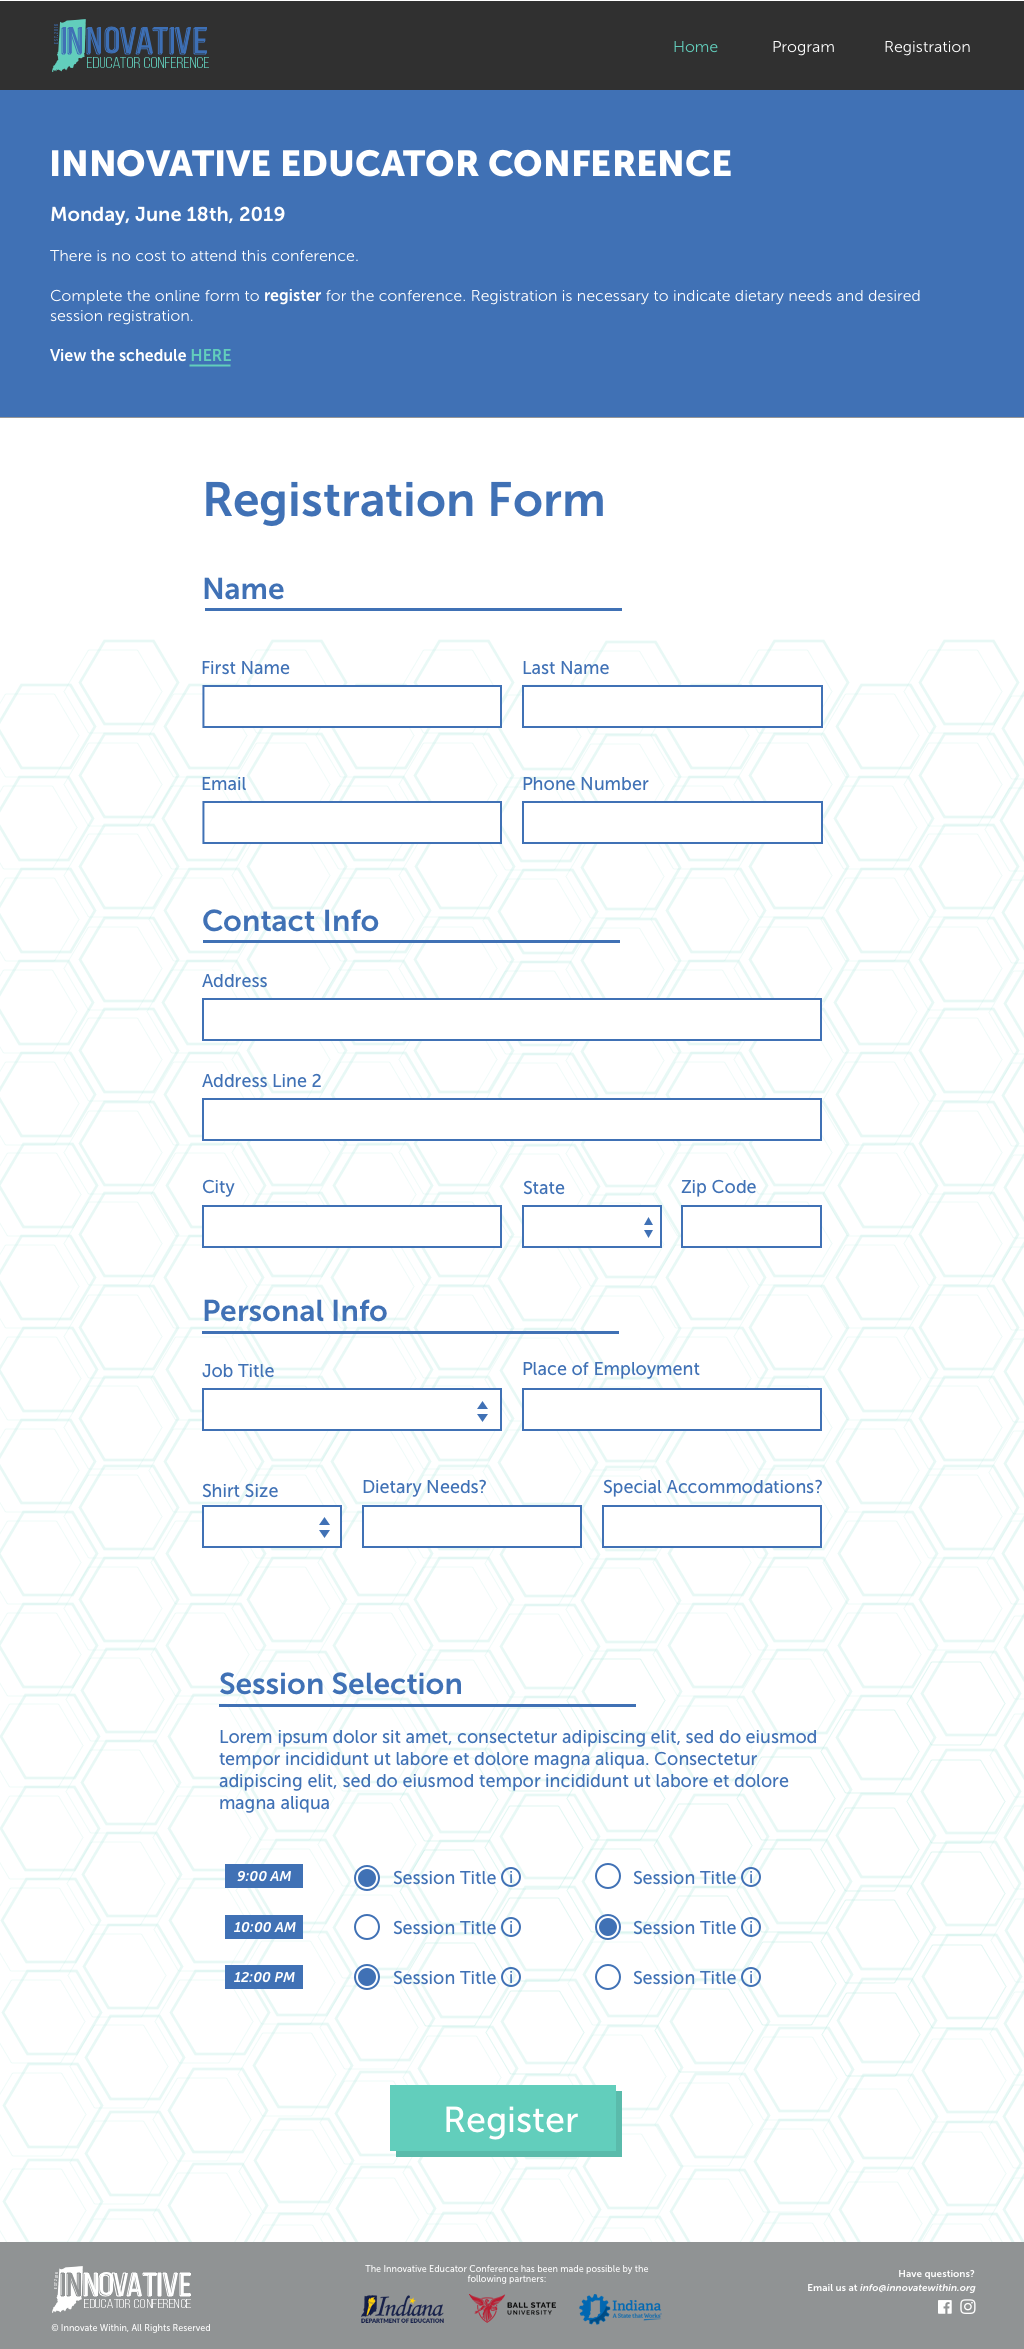 INNOVATIVE
EDUCATOR CONFERENCE
Home Program Registration
INNOVATIVE EDUCATOR CONFERENCE
Monday, June 18th, 2019
There is no cost to attend this conference.
Complete the online form to register for the conference. Registration is necessary to indicate dietary needs and desired
session registration.
View the schedule HERE
Registration Form
Name
First Name Last Name
Email Phone Number
Contact Info
Address
Address Line 2
City State Zip Code
Personal Info
Job Title Place of Employment
Shirt Size Dietary Needs? Special Accommodations?
Session Selection
Lorem ipsum dolor sit amet, consectetur adipiscing elit, sed do eiusmod
tempor incididunt ut labore et dolore magna aliqua. Consectetur
adipiscing elit, sed do eiusmod tempor incididunt ut labore et dolore
magna aliqua
9:00 AM Session Title i Session Title i
10:00 AM Session Title i Session Title i
12:00 PM Session Title i Session Title i
Register
INNOVATIVE
EDUCATOR CONFERENCE
© Innovate Within, All Rights Reserved
The Innovative Educator Conference has been made possible by the
following partners:
Indiana
DEPARTMENT OF EDUCATION
BALL STATE
UNIVERSITY
Indiana
A State that Works
Have questions?
Email us at info@innovatewithin.org